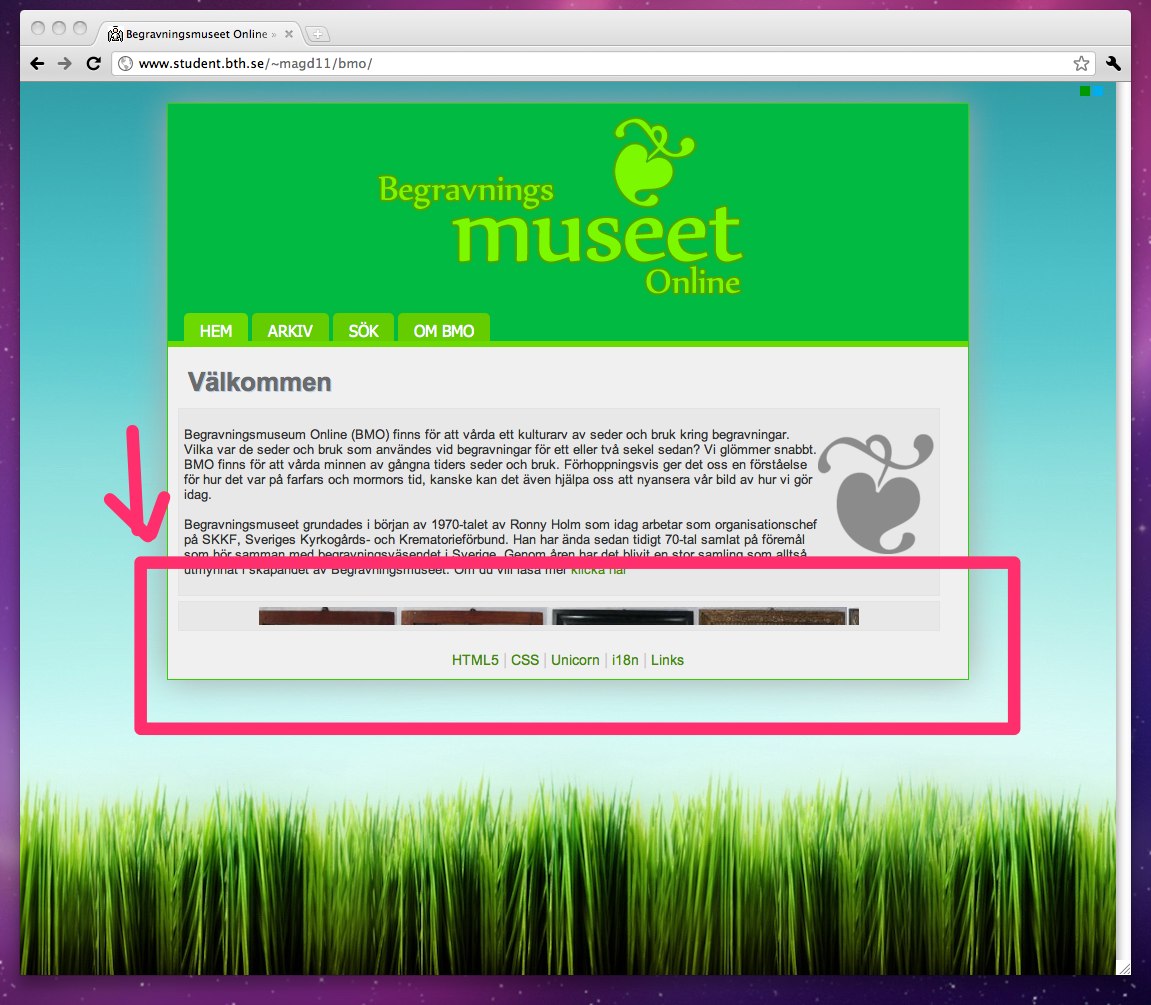 Begravningsmuseet Online »
www.student.bth.se/~magd11/bmo/
Begravnings
museet
Online
HEM ARKIV SÖK OM BMO
Välkommen
Begravningsmuseum Online (BMO) finns för att vårda ett kulturarv av seder och bruk kring begravningar.
Vilka var de seder och bruk som användes vid begravningar för ett eller två sekel sedan? Vi glömmer snabbt.
BMO finns för att vårda minnen av gångna tiders seder och bruk. Förhoppningsvis ger det oss en förståelse
för hur det var på farfars och mormors tid, kanske kan det även hjälpa oss att nyansera vår bild av hur vi gör
idag.
Begravningsmuseet grundades i början av 1970-talet av Ronny Holm som idag arbetar som organisationschef
på SKKF, Sveriges Kyrkogårds- och Krematorieförbund. Han har ända sedan tidigt 70-tal samlat på föremål
som hör samman med begravningsväsendet i Sverige. Genom åren har det blivit en stor samling som alltså
utmynnat i skapandet av Begravningsmuseet. Om du vill läsa mer klicka här
HTML5 | CSS | Unicorn | i18n | Links